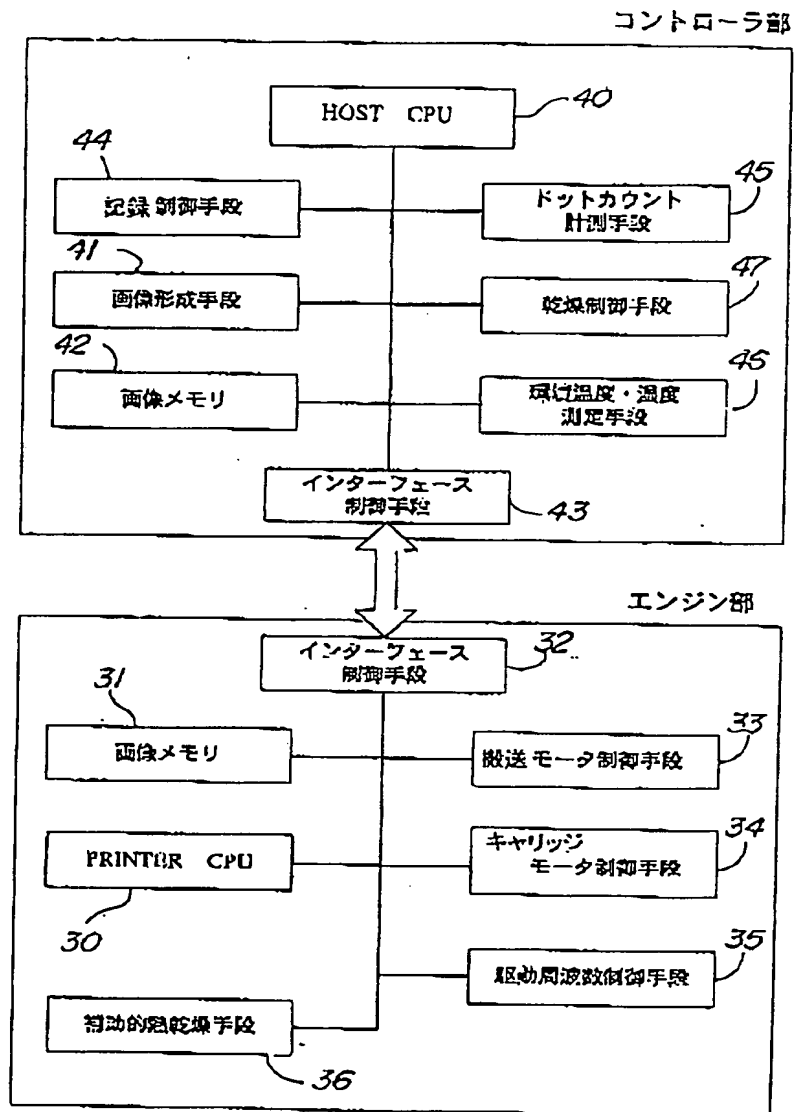 コントローラ部
HOST CPU
40
44
記録制御手段
45
ドットカウント
計測手段
41
画像形成手段
47
乾燥制御手段
42
画像メモリ
45
環境温度・湿度
測定手段
インターフェース
制御手段
43
エンジン部
インターフェース
制御手段
32
31
画像メモリ
33
搬送モータ制御手段
PRINTER CPU
30
34
キャリッジ
モータ制御手段
35
駆動周波数制御手段
補助的熱乾燥手段
36